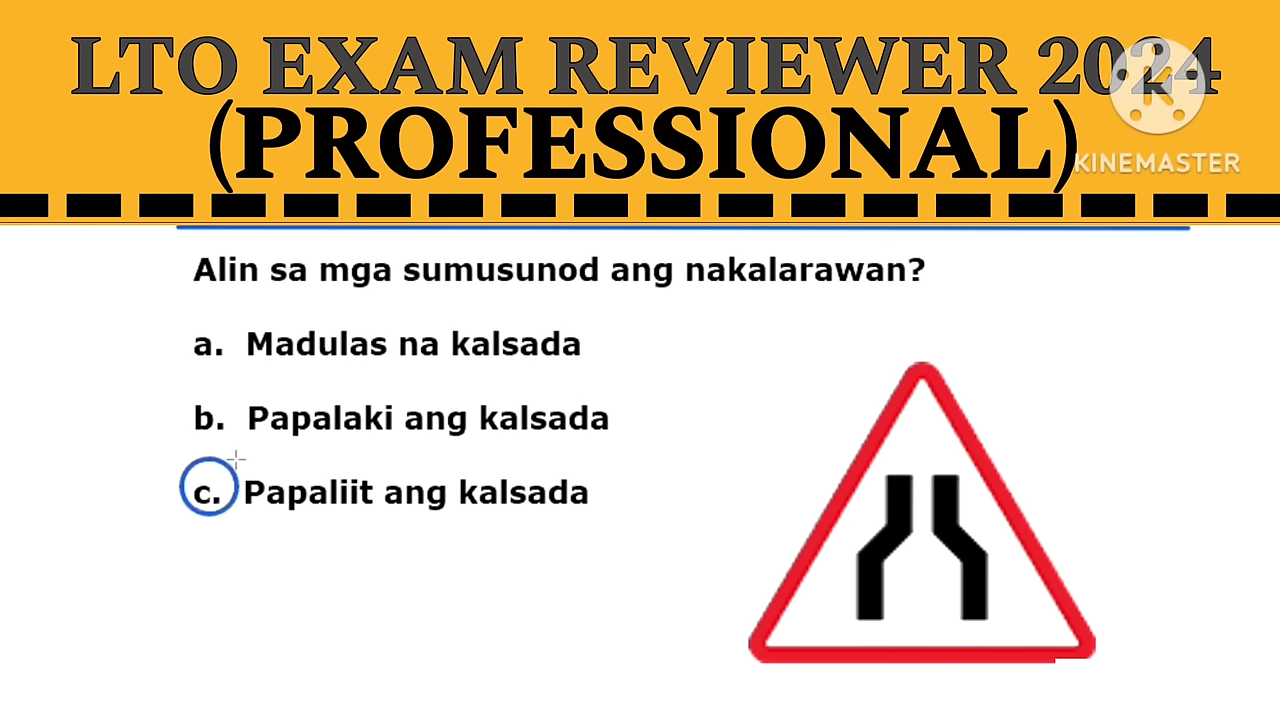 LTO EXAM REVIEWER 2024
(PROFESSIONAL)
KINEMASTER
Alin sa mga sumusunod ang nakalarawan?
a. Madulas na kalsada
b. Papalaki ang kalsada
c. Papaliit ang kalsada